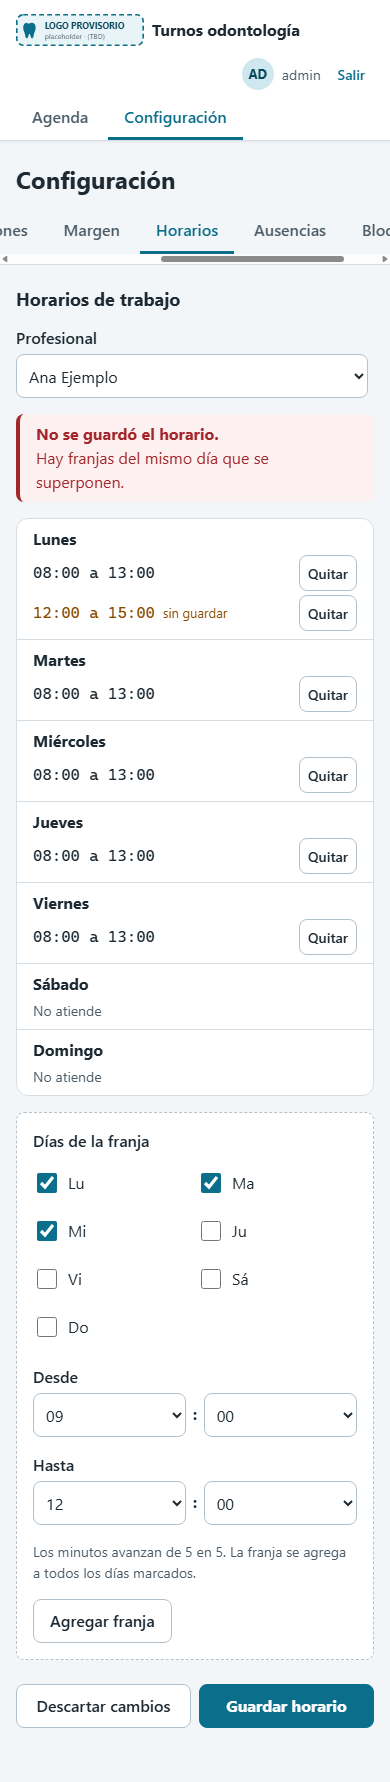 LOGO PROVISORIO
placeholder · (TBD)
Turnos odontología
AD admin Salir
Agenda Configuración
Configuración
ones Margen Horarios Ausencias Bloc
Horarios de trabajo
Profesional
Ana Ejemplo
No se guardó el horario.
Hay franjas del mismo día que se
superponen.
Lunes
08:00 a 13:00 Quitar
12:00 a 15:00 sin guardar Quitar
Martes
08:00 a 13:00 Quitar
Miércoles
08:00 a 13:00 Quitar
Jueves
08:00 a 13:00 Quitar
Viernes
08:00 a 13:00 Quitar
Sábado
No atiende
Domingo
No atiende
Días de la franja
Lu Ma
Mi Ju
Vi Sá
Do
Desde
09 : 00
Hasta
12 : 00
Los minutos avanzan de 5 en 5. La franja se agrega
a todos los días marcados.
Agregar franja
Descartar cambios Guardar horario